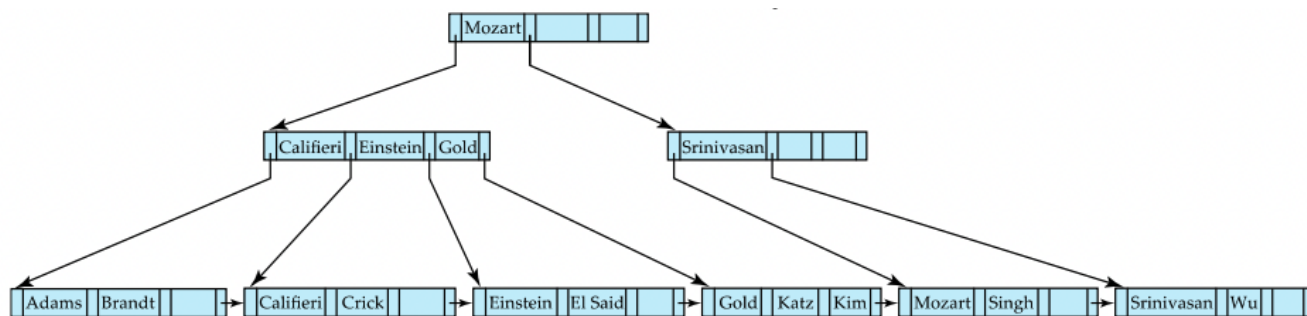 Mozart
Califieri Einstein Gold Srinivasan
Adams Brandt Califieri Crick Einstein El Said Gold Katz Kim Mozart Singh Srinivasan Wu